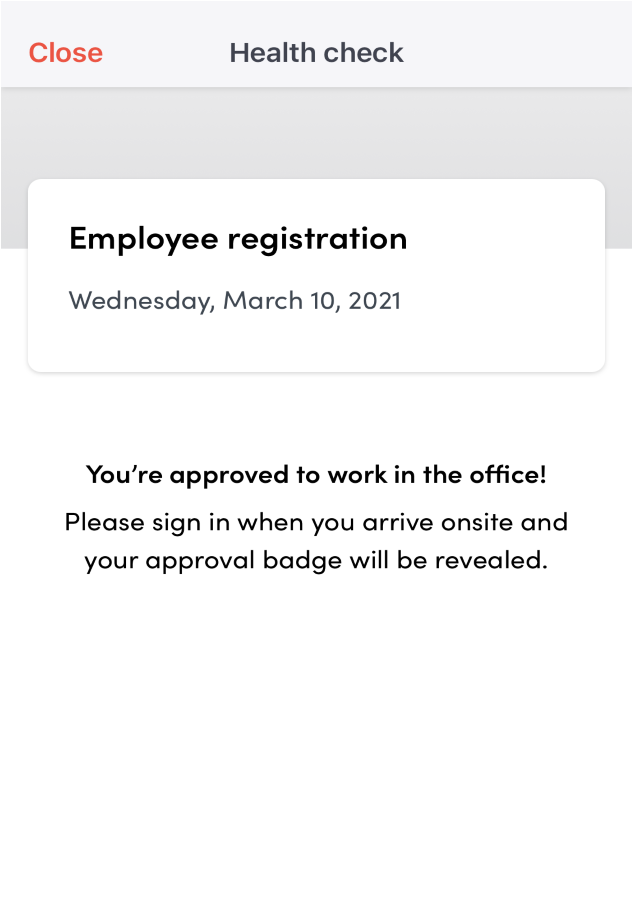 Close
Health check
Employee registration
Wednesday, March 10, 2021
You’re approved to work in the office!
Please sign in when you arrive onsite and
your approval badge will be revealed.